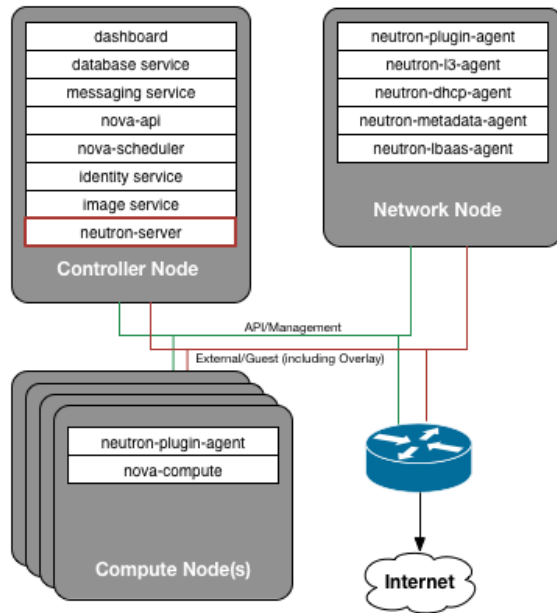 dashboard
database service
messaging service
nova-api
nova-scheduler
identity service
image service
neutron-server
Controller Node
neutron-plugin-agent
neutron-l3-agent
neutron-dhcp-agent
neutron-metadata-agent
neutron-lbaas-agent
Network Node
API/Management
External/Guest (including Overlay)
neutron-plugin-agent
nova-compute
Compute Node(s)
Internet